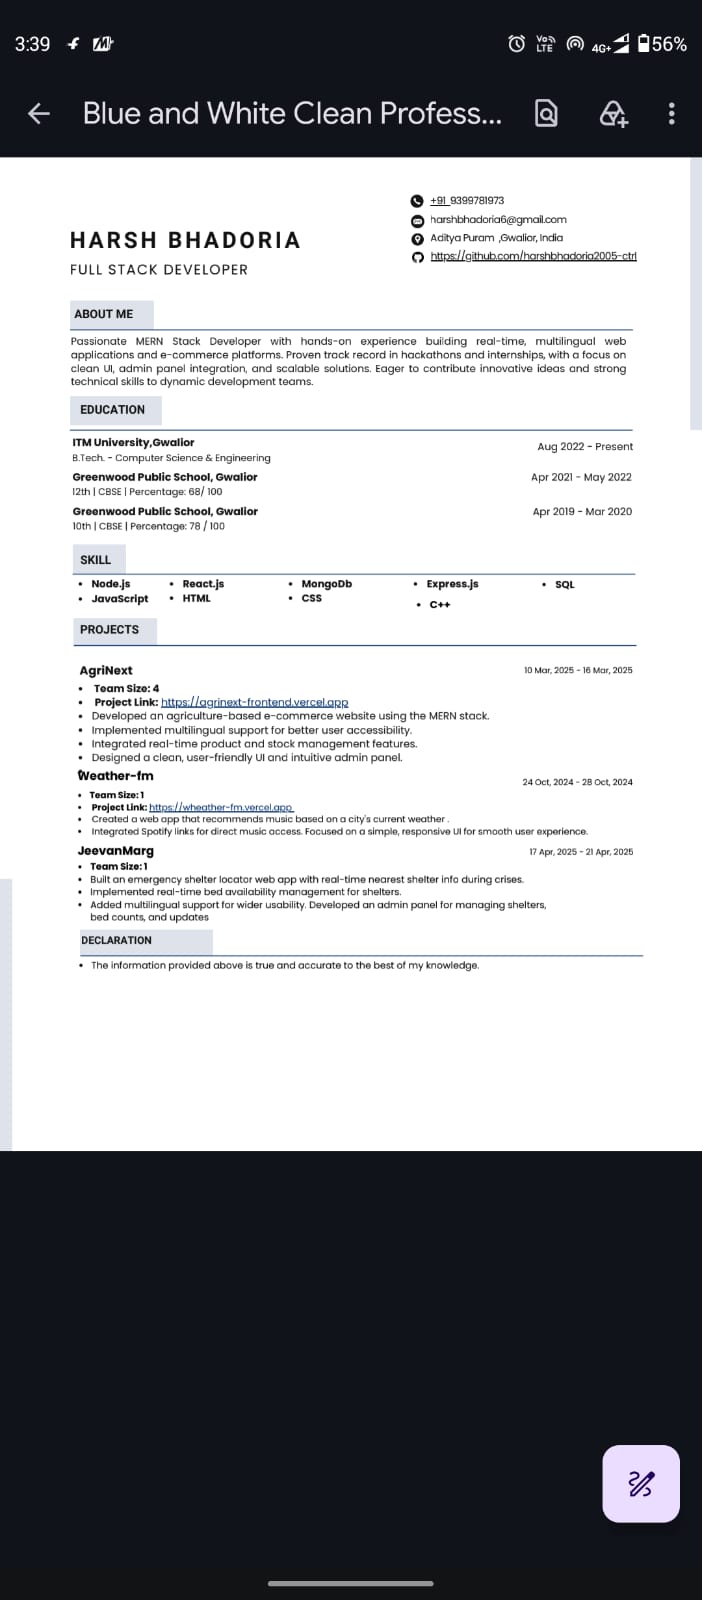 3:39
VoD LTE 4G+ 56%
Blue and White Clean Profess...
+91 9399781973
harshbhadoria6@gmail.com
Aditya Puram ,Gwalior, India
https://github.com/harshbhadoria2005-ctrl
HARSH BHADORIA
FULL STACK DEVELOPER
ABOUT ME
Passionate MERN Stack Developer with hands-on experience building real-time, multilingual web
applications and e-commerce platforms. Proven track record in hackathons and internships, with a focus on
clean UI, admin panel integration, and scalable solutions. Eager to contribute innovative ideas and strong
technical skills to dynamic development teams.
EDUCATION
ITM University,Gwalior
Aug 2022 - Present
B.Tech. - Computer Science & Engineering
Greenwood Public School, Gwalior
Apr 2021 - May 2022
12th | CBSE | Percentage: 68/ 100
Greenwood Public School, Gwalior
Apr 2019 - Mar 2020
10th | CBSE | Percentage: 78 / 100
SKILL
• Node.js • React.js • MongoDb • Express.js • SQL
• JavaScript • HTML • CSS • C++
PROJECTS
AgriNext
10 Mar, 2025 - 16 Mar, 2025
• Team Size: 4
• Project Link: https://agrinext-frontend.vercel.app
• Developed an agriculture-based e-commerce website using the MERN stack.
• Implemented multilingual support for better user accessibility.
• Integrated real-time product and stock management features.
• Designed a clean, user-friendly UI and intuitive admin panel.
Weather-fm
24 Oct, 2024 - 28 Oct, 2024
• Team Size: 1
• Project Link: https://wheather-fm.vercel.app
• Created a web app that recommends music based on a city's current weather .
• Integrated Spotify links for direct music access. Focused on a simple, responsive UI for smooth user experience.
JeevanMarg
17 Apr, 2025 - 21 Apr, 2025
• Team Size: 1
• Built an emergency shelter locator web app with real-time nearest shelter info during crises.
• Implemented real-time bed availability management for shelters.
• Added multilingual support for wider usability. Developed an admin panel for managing shelters,
bed counts, and updates
DECLARATION
• The information provided above is true and accurate to the best of my knowledge.